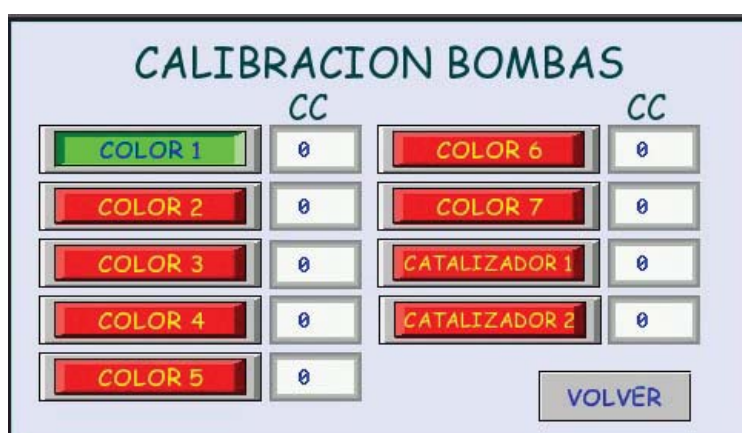 CALIBRACION BOMBAS
CC CC
COLOR 1 0 COLOR 6 0
COLOR 2 0 COLOR 7 0
COLOR 3 0 CATALIZADOR 1 0
COLOR 4 0 CATALIZADOR 2 0
COLOR 5 0
VOLVER